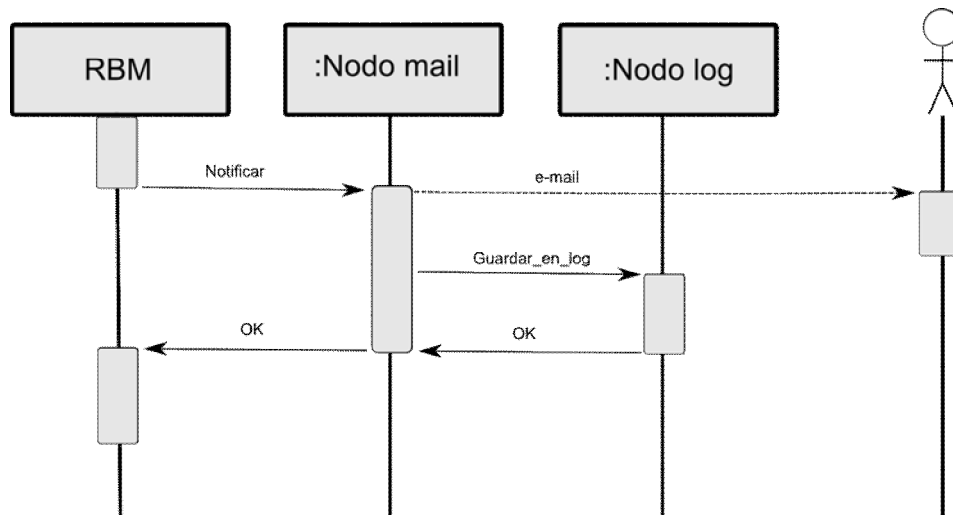 RBM
:Nodo mail
:Nodo log
Notificar
e-mail
Guardar_en_log
OK
OK